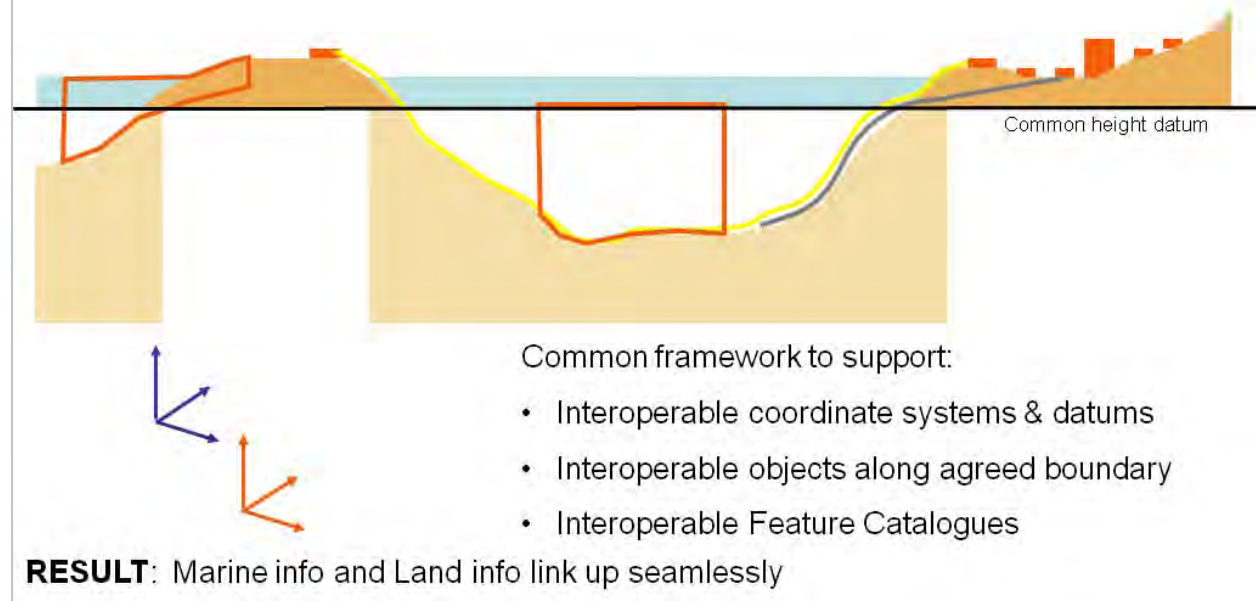 Common height datum
Common framework to support:
• Interoperable coordinate systems & datums
• Interoperable objects along agreed boundary
• Interoperable Feature Catalogues
RESULT: Marine info and Land info link up seamlessly